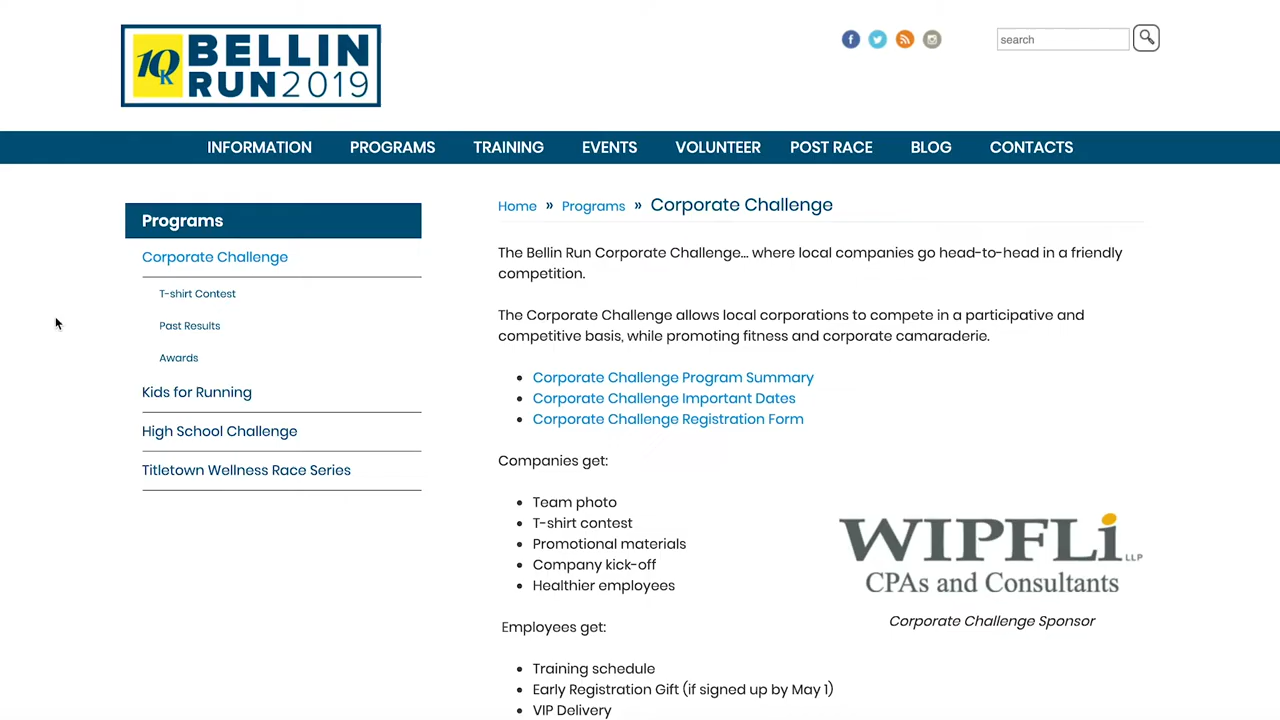 10K BELLIN
RUN 2019
search
INFORMATION PROGRAMS TRAINING EVENTS VOLUNTEER POST RACE BLOG CONTACTS
Programs
Corporate Challenge
T-shirt Contest
Past Results
Awards
Kids for Running
High School Challenge
Titletown Wellness Race Series
Home » Programs » Corporate Challenge
The Bellin Run Corporate Challenge... where local companies go head-to-head in a friendly
competition.
The Corporate Challenge allows local corporations to compete in a participative and
competitive basis, while promoting fitness and corporate camaraderie.
• Corporate Challenge Program Summary
• Corporate Challenge Important Dates
• Corporate Challenge Registration Form
Companies get:
• Team photo
• T-shirt contest
• Promotional materials
• Company kick-off
• Healthier employees
WIPFLi LLP
CPAs and Consultants
Corporate Challenge Sponsor
Employees get:
• Training schedule
• Early Registration Gift (if signed up by May 1)
• VIP Delivery